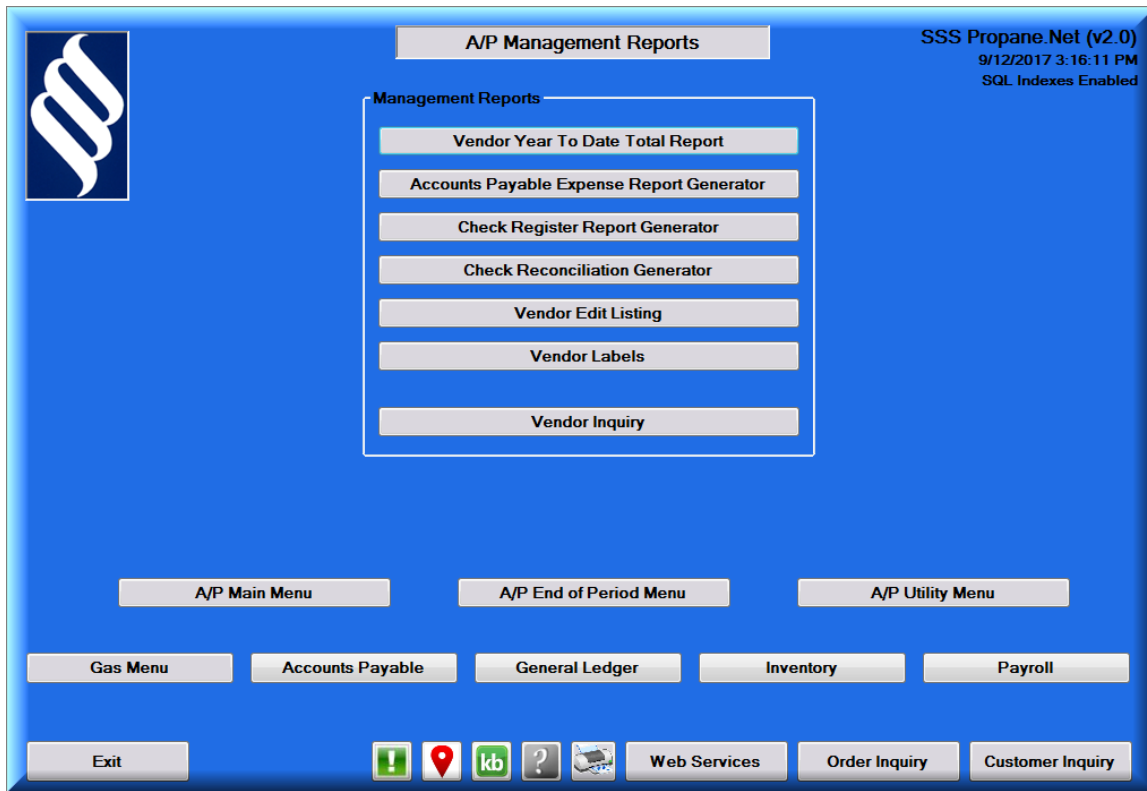 A/P Management Reports
SSS Propane.Net (v2.0)
9/12/2017 3:16:11 PM
SQL Indexes Enabled
Management Reports
Vendor Year To Date Total Report
Accounts Payable Expense Report Generator
Check Register Report Generator
Check Reconciliation Generator
Vendor Edit Listing
Vendor Labels
Vendor Inquiry
A/P Main Menu
A/P End of Period Menu
A/P Utility Menu
Gas Menu
Accounts Payable
General Ledger
Inventory
Payroll
Exit
!
kb
?
Web Services
Order Inquiry
Customer Inquiry